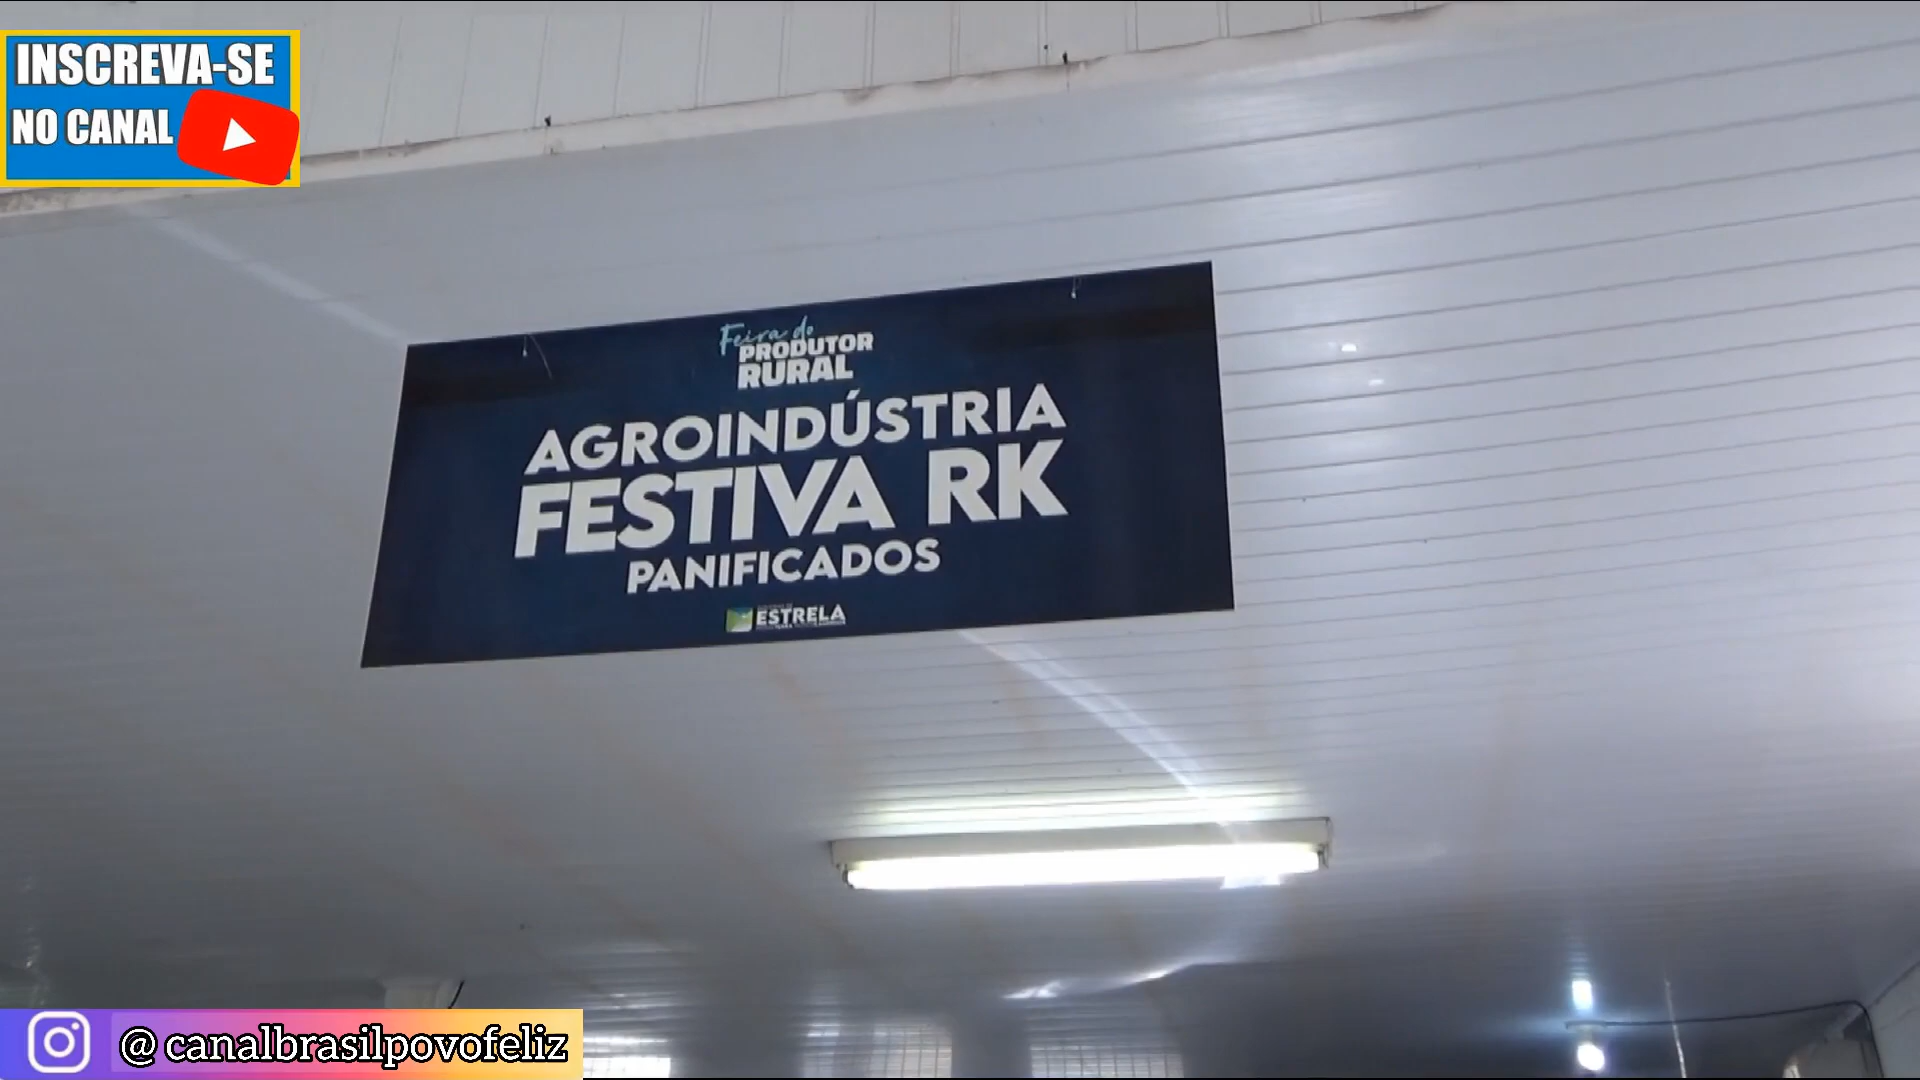 INSCREVA-SE
NO CANAL
Feira do
PRODUTOR
RURAL
AGROINDÚSTRIA
FESTIVA RK
PANIFICADOS
ESTRELA
@canalbrasilpovofeliz